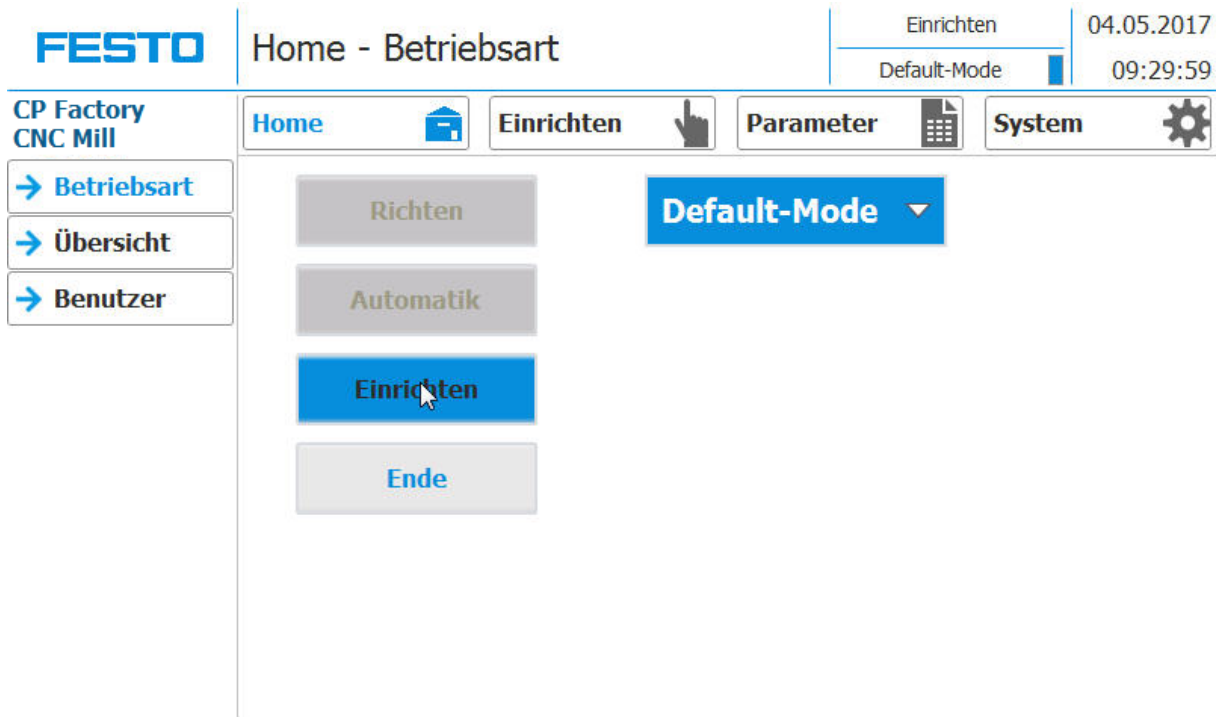 FESTO
Home - Betriebsart
Einrichten
Default-Mode
04.05.2017
09:29:59
CP Factory
CNC Mill
Home
Einrichten
Parameter
System
Betriebsart
Übersicht
Benutzer
Richten
Default-Mode
Automatik
Einrichten
Ende